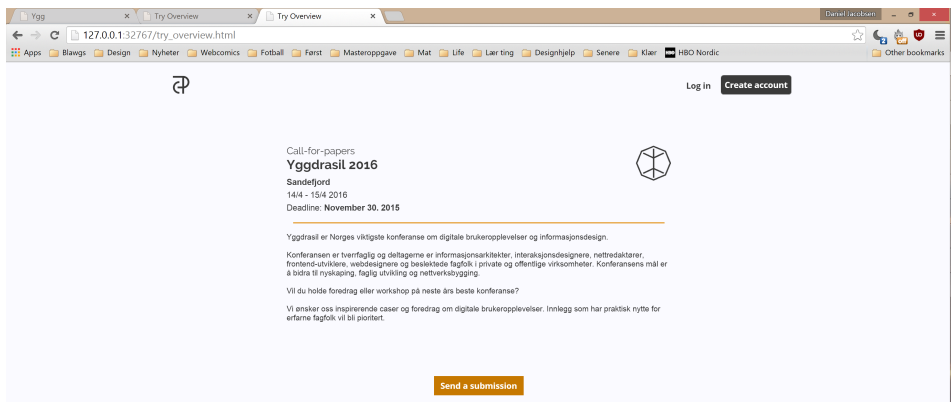 Ygg
Try Overview
Try Overview
Daniel Jacobsen
127.0.0.1:32767/try_overview.html
Apps Blawgs Design Nyheter Webcomics Fotball Først Masteroppgave Mat Life Lær ting Designhjelp Senere Klær HBO Nordic Other bookmarks
Log in Create account
Call-for-papers
Yggdrasil 2016
Sandefjord
14/4 - 15/4 2016
Deadline: November 30. 2015
Yggdrasil er Norges viktigste konferanse om digitale brukeropplevelser og informasjonsdesign.
Konferansen er tverrfaglig og deltagerne er informasjonsarkitekter, interaksjonsdesignere, nettredaktører,
frontend-utviklere, webdesignere og beslektede fagfolk i private og offentlige virksomheter. Konferansens mål er
å bidra til nyskaping, faglig utvikling og nettverksbygging.
Vil du holde foredrag eller workshop på neste års beste konferanse?
Vi ønsker oss inspirerende caser og foredrag om digitale brukeropplevelser. Innlegg som har praktisk nytte for
erfarne fagfolk vil bli pioritert.
Send a submission